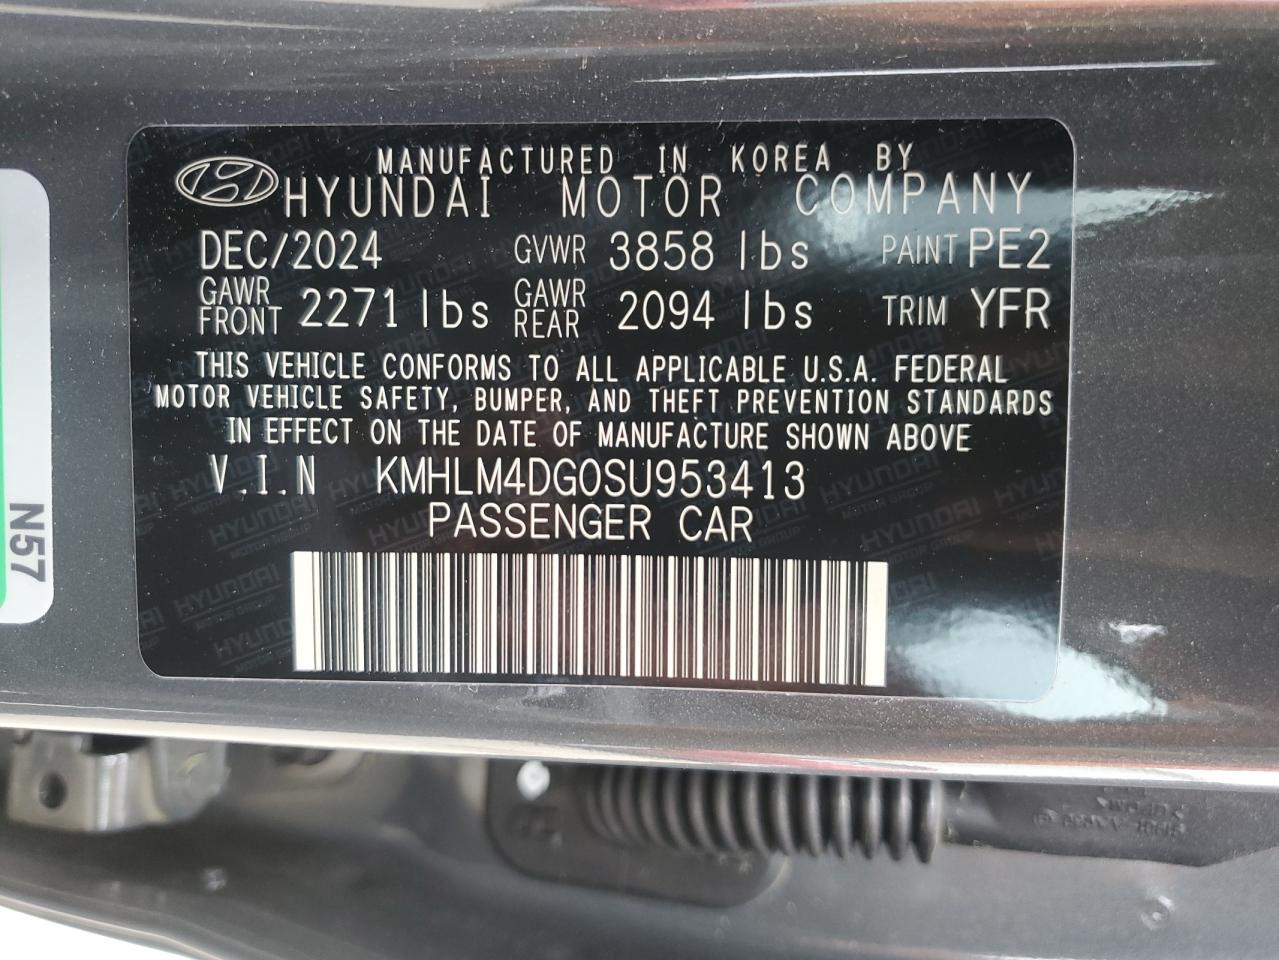 MANUFACTURED IN KOREA BY
HYUNDAI MOTOR COMPANY
DEC/2024 GVWR 3858 lbs PAINT PE2
GAWR FRONT 2271 lbs GAWR REAR 2094 lbs TRIM YFR
THIS VEHICLE CONFORMS TO ALL APPLICABLE U.S.A. FEDERAL
MOTOR VEHICLE SAFETY, BUMPER, AND THEFT PREVENTION STANDARDS
IN EFFECT ON THE DATE OF MANUFACTURE SHOWN ABOVE
V.I.N KMHLM4DG0SU953413
PASSENGER CAR
N57